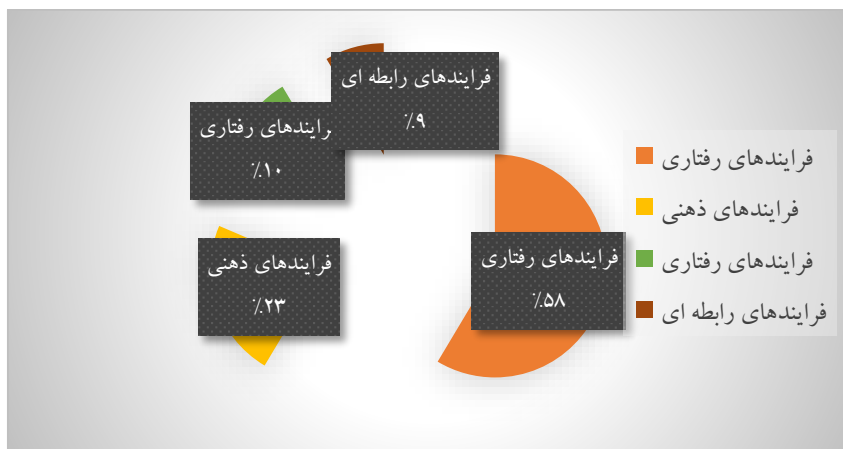 فرایندهای رابطه ای
٪۹
رایندهای رفتاری
٪۱۰
فرایندهای ذهنی
٪۲۳
فرایندهای رفتاری
٪۵۸
فرایندهای رفتاری
فرایندهای ذهنی
فرایندهای رفتاری
فرایندهای رابطه ای